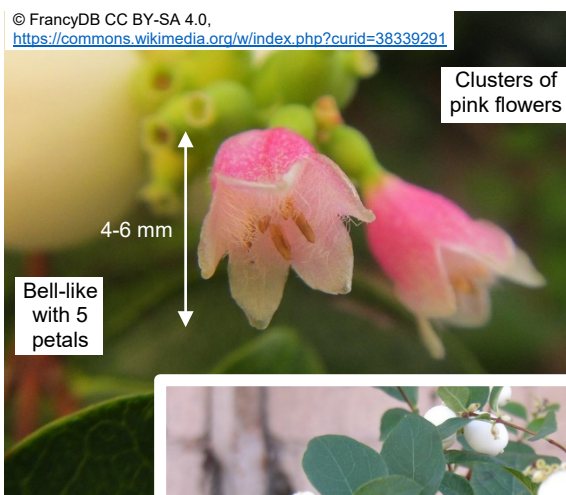 © FrancyDB CC BY-SA 4.0,
https://commons.wikimedia.org/w/index.php?curid=38339291
Clusters of
pink flowers
4-6 mm
Bell-like
with 5
petals